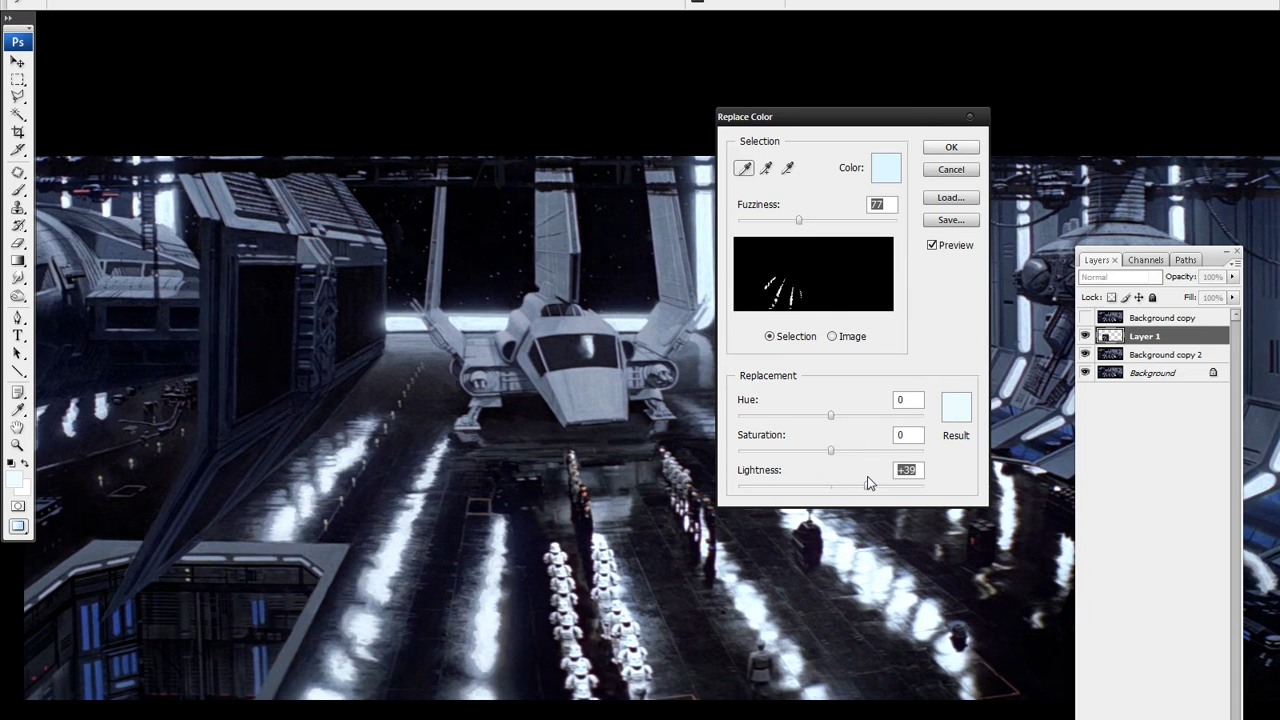 Ps
T
Replace Color
Selection
Color:
Fuzziness:
77
Selection
Image
OK
Cancel
Load...
Save...
Preview
Replacement
Hue:
0
Saturation:
0
Result
Lightness:
+39
Layers
Channels
Paths
Normal
Opacity:
100%
Lock:
Fill:
100%
Background copy
Layer 1
Background copy 2
Background